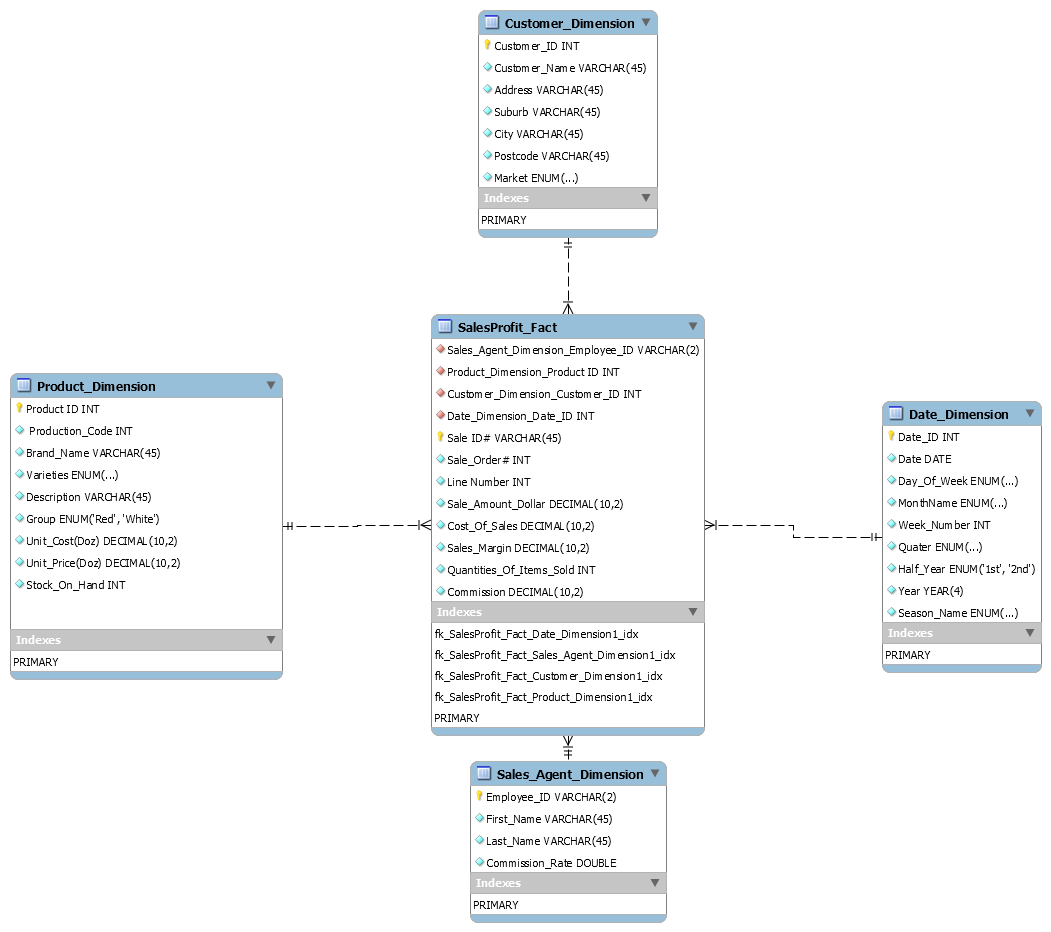 Customer_Dimension
Customer_ID INT
Customer_Name VARCHAR(45)
Address VARCHAR(45)
Suburb VARCHAR(45)
City VARCHAR(45)
Postcode VARCHAR(45)
Market ENUM(...)
Indexes
PRIMARY
SalesProfit_Fact
Sales_Agent_Dimension_Employee_ID VARCHAR(2)
Product_Dimension_Product ID INT
Customer_Dimension_Customer_ID INT
Date_Dimension_Date_ID INT
Sale ID# VARCHAR(45)
Sale_Order# INT
Line Number INT
Sale_Amount_Dollar DECIMAL(10,2)
Cost_Of_Sales DECIMAL(10,2)
Sales_Margin DECIMAL(10,2)
Quantities_Of_Items_Sold INT
Commission DECIMAL(10,2)
Indexes
fk_SalesProfit_Fact_Date_Dimension1_idx
fk_SalesProfit_Fact_Sales_Agent_Dimension1_idx
fk_SalesProfit_Fact_Customer_Dimension1_idx
fk_SalesProfit_Fact_Product_Dimension1_idx
PRIMARY
Product_Dimension
Product ID INT
Production_Code INT
Brand_Name VARCHAR(45)
Varieties ENUM(...)
Description VARCHAR(45)
Group ENUM('Red', 'White')
Unit_Cost(Doz) DECIMAL(10,2)
Unit_Price(Doz) DECIMAL(10,2)
Stock_On_Hand INT
Indexes
PRIMARY
Date_Dimension
Date_ID INT
Date DATE
Day_Of_Week ENUM(...)
MonthName ENUM(...)
Week_Number INT
Quater ENUM(...)
Half_Year ENUM('1st', '2nd')
Year YEAR(4)
Season_Name ENUM(...)
Indexes
PRIMARY
Sales_Agent_Dimension
Employee_ID VARCHAR(2)
First_Name VARCHAR(45)
Last_Name VARCHAR(45)
Commission_Rate DOUBLE
Indexes
PRIMARY